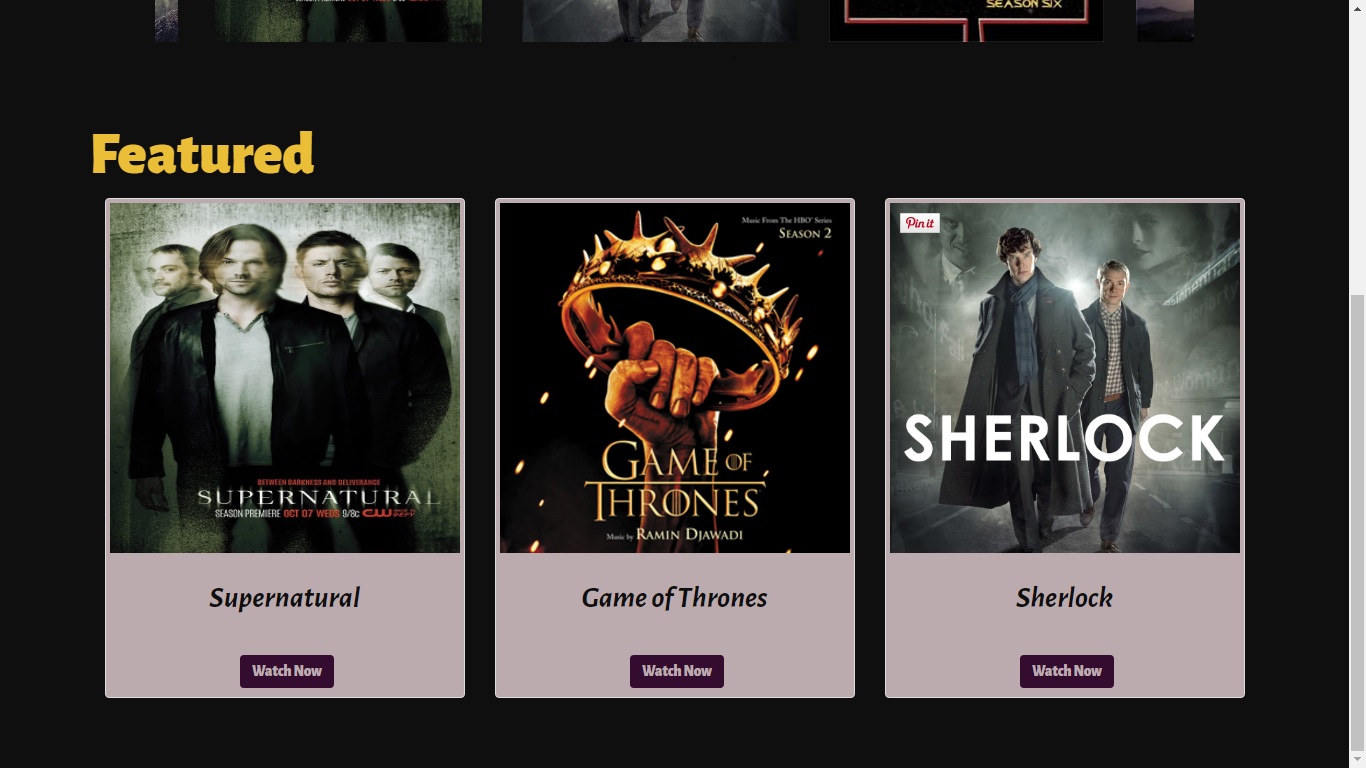 SEASON SIX
Featured
BETWEEN DARKNESS AND DELIVERANCE
SUPERNATURAL
SEASON PREMIERE OCT 07 WEDS 9/8c CW
Music From The HBO® Series
SEASON 2
GAME OF
THRONES
Music by RAMIN DJAWADI
Pin it
SHERLOCK
Supernatural
Game of Thrones
Sherlock
Watch Now
Watch Now
Watch Now